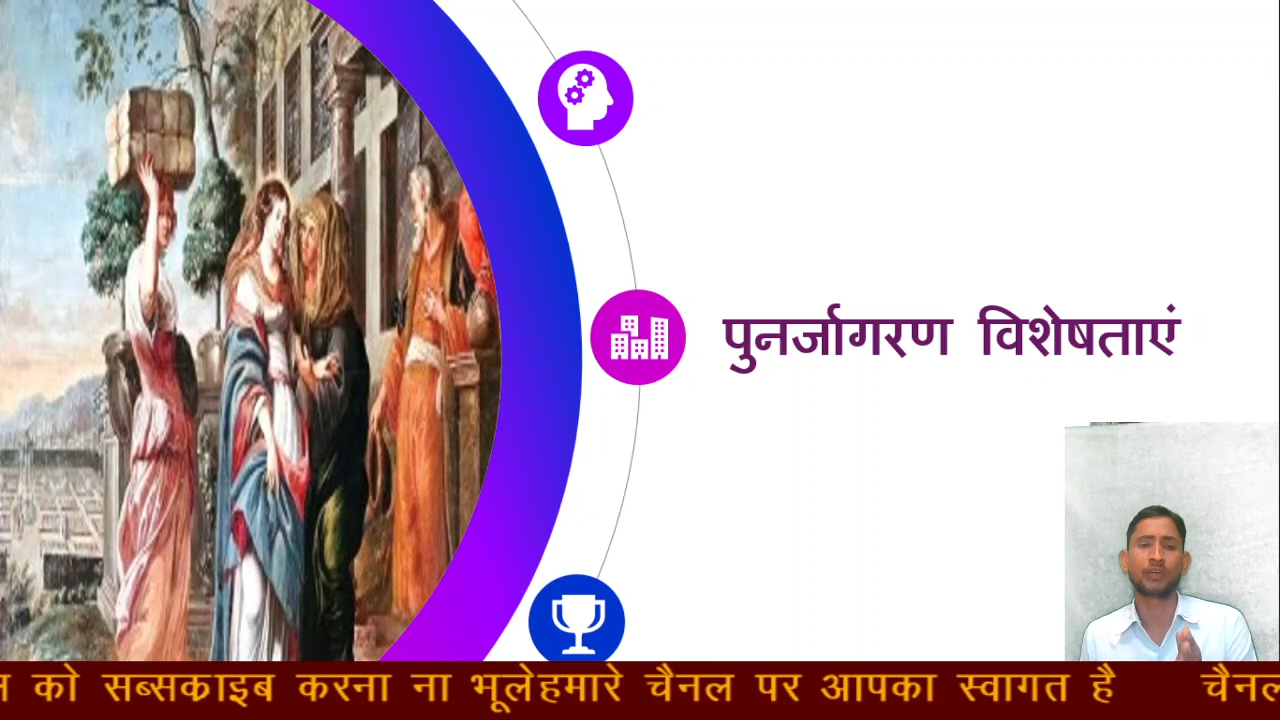 पुनर्जागरण विशेषताएं
को सब्सकाइब करना ना भूलेहमारे चैनल पर आपका स्वागत है